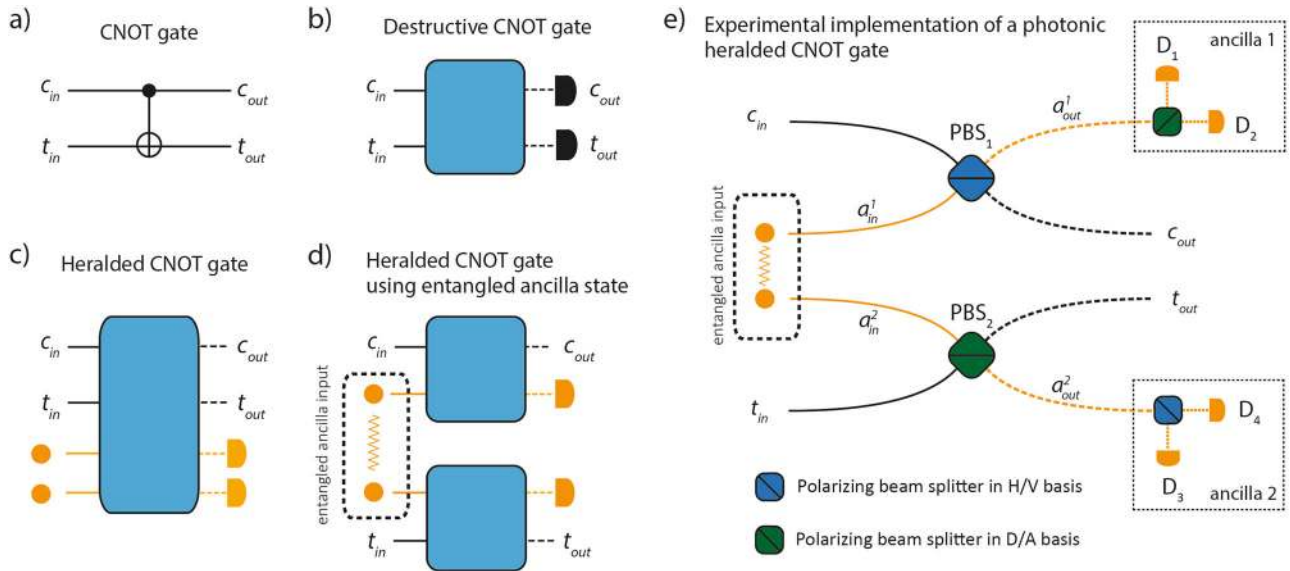 a)
CNOT gate
c_in
c_out
t_in
t_out
b)
Destructive CNOT gate
c_in
c_out
t_in
t_out
c)
Heralded CNOT gate
c_in
c_out
t_in
t_out
d)
Heralded CNOT gate
using entangled ancilla state
entangled ancilla input
c_in
c_out
t_in
t_out
e)
Experimental implementation of a photonic
heralded CNOT gate
ancilla 1
D_1
D_2
a^1_out
c_in
PBS_1
entangled ancilla input
a^1_in
c_out
a^2_in
PBS_2
t_out
t_in
a^2_out
D_4
D_3
ancilla 2
Polarizing beam splitter in H/V basis
Polarizing beam splitter in D/A basis